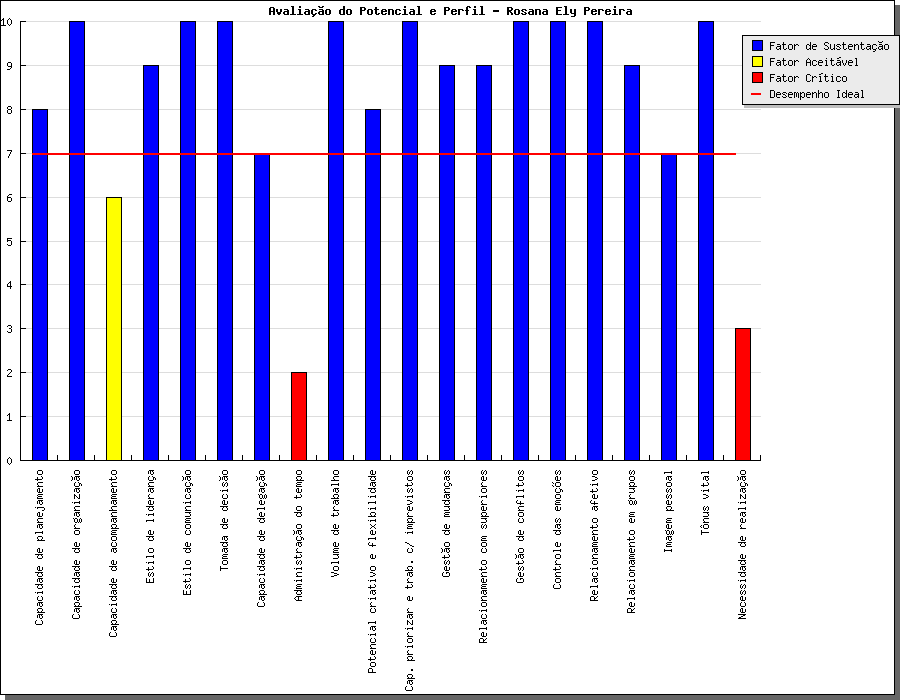 Avaliação do Potencial e Perfil - Rosana Ely Pereira
Fator de Sustentação
Fator Aceitável
Fator Crítico
Desempenho Ideal
10
9
8
7
6
5
4
3
2
1
0
Capacidade de planejamento
Capacidade de organização
Capacidade de acompanhamento
Estilo de liderança
Estilo de comunicação
Tomada de decisão
Capacidade de delegação
Administração do tempo
Volume de trabalho
Potencial criativo e flexibilidade
Cap. priorizar e trab. c/ imprevistos
Gestão de mudanças
Relacionamento com superiores
Gestão de conflitos
Controle das emoções
Relacionamento afetivo
Relacionamento em grupos
Imagem pessoal
Tônus vital
Necessidade de realização